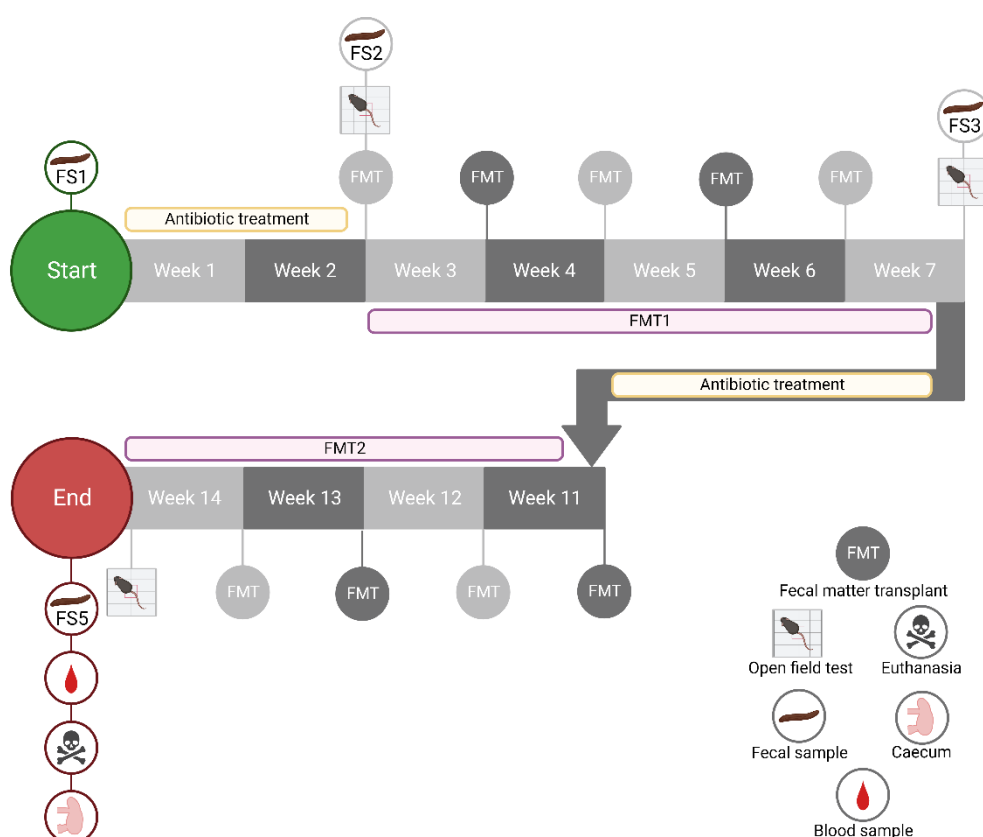 FS2
FS3
FS1
FMT
FMT
FMT
FMT
FMT
Antibiotic treatment
Start
Week 1
Week 2
Week 3
Week 4
Week 5
Week 6
Week 7
FMT1
Antibiotic treatment
FMT2
End
Week 14
Week 13
Week 12
Week 11
FMT
FMT
FMT
FMT
FS5
FMT
Fecal matter transplant
Open field test
Euthanasia
Fecal sample
Caecum
Blood sample